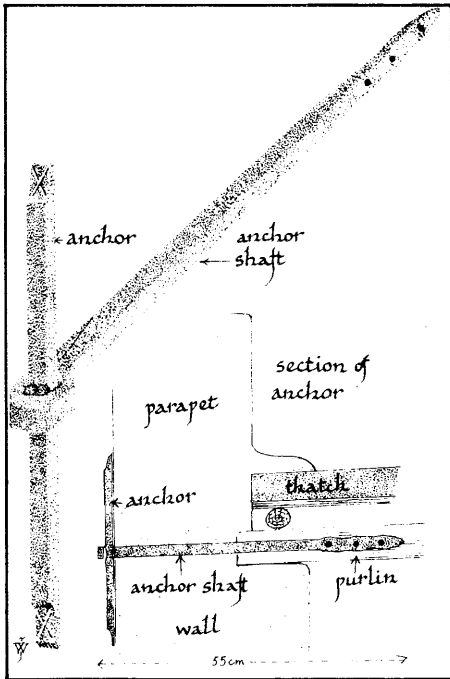 anchor
anchor
shaft
section of
anchor
parapet
thatch
anchor
anchor shaft
purlin
wall
55cm